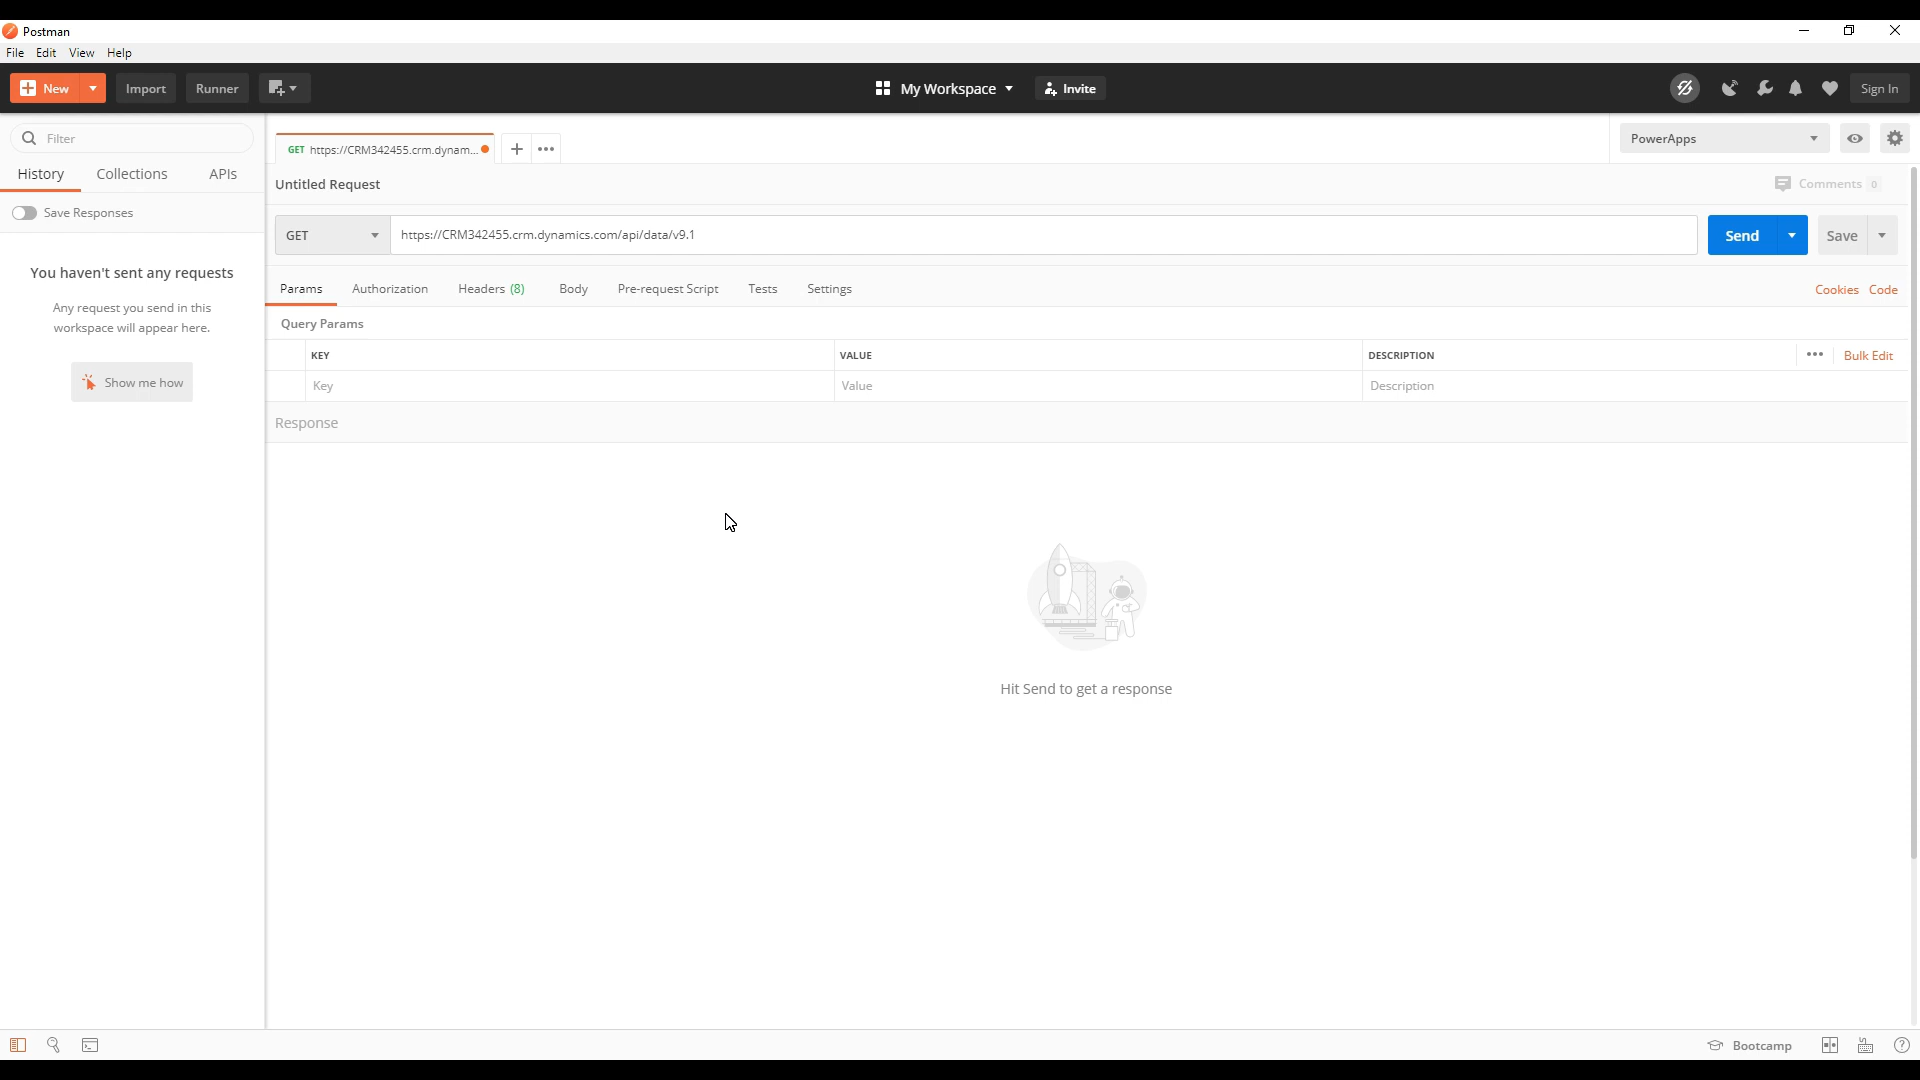 Postman
File Edit View Help
New Import Runner My Workspace Invite Sign In
Filter
History Collections APIs
Save Responses
You haven't sent any requests
Any request you send in this
workspace will appear here.
Show me how
GET https://CRM342455.crm.dynam...
PowerApps
Untitled Request
Comments 0
GET https://CRM342455.crm.dynamics.com/api/data/v9.1 Send Save
Params Authorization Headers (8) Body Pre-request Script Tests Settings Cookies Code
Query Params
KEY VALUE DESCRIPTION Bulk Edit
Key Value Description
Response
Hit Send to get a response
Bootcamp